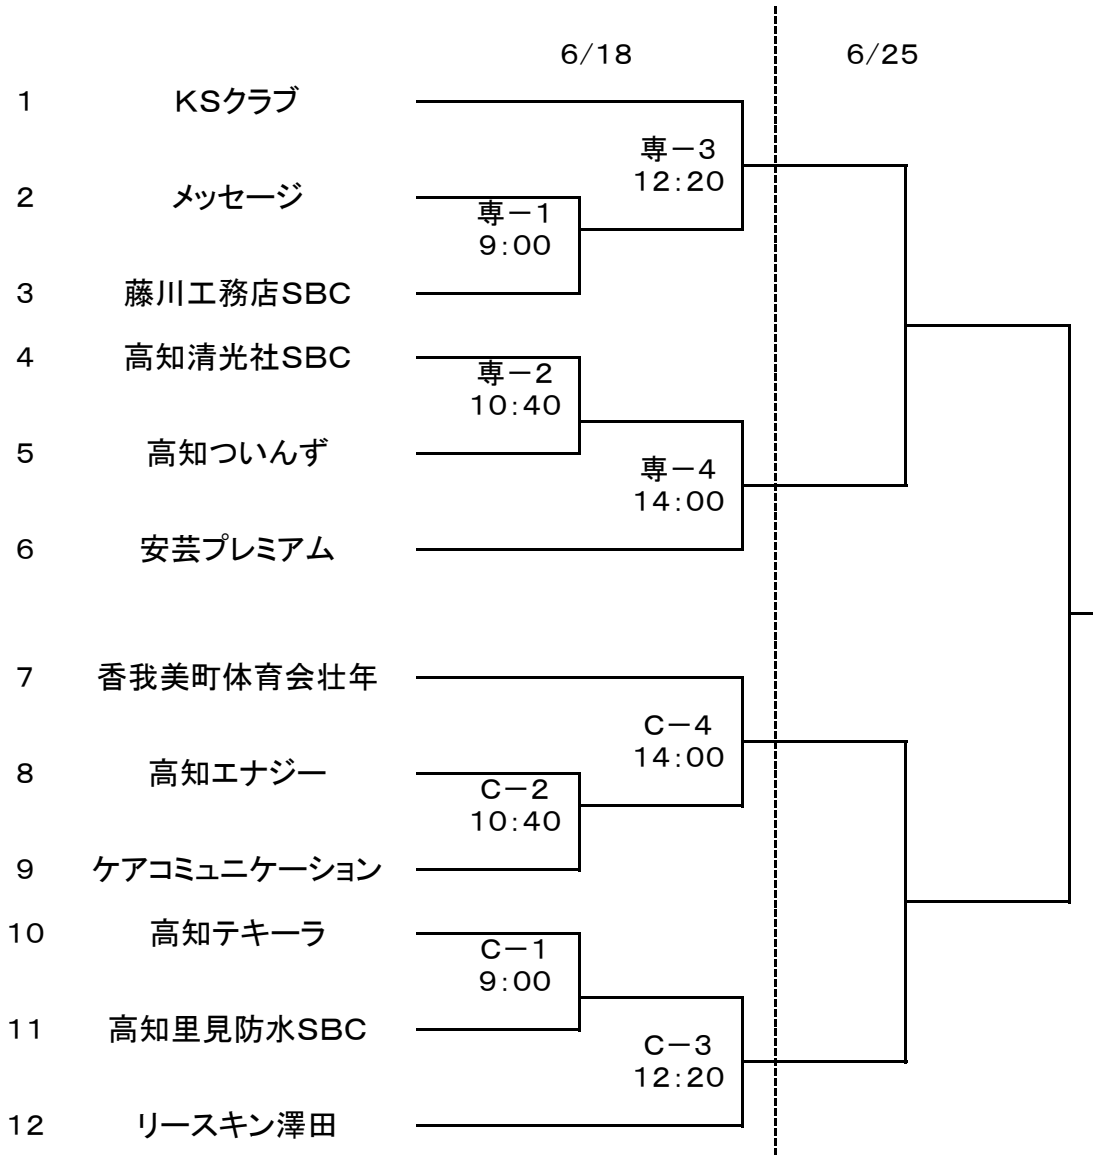 6/18 6/25
1 KSクラブ
専－3
12:20
2 メッセージ
専－1
9:00
3 藤川工務店SBC
4 高知清光社SBC
専－2
10:40
5 高知ついんず
専－4
14:00
6 安芸プレミアム
7 香我美町体育会壮年
C－4
14:00
8 高知エナジー
C－2
10:40
9 ケアコミュニケーション
10 高知テキーラ
C－1
9:00
11 高知里見防水SBC
C－3
12:20
12 リースキン澤田